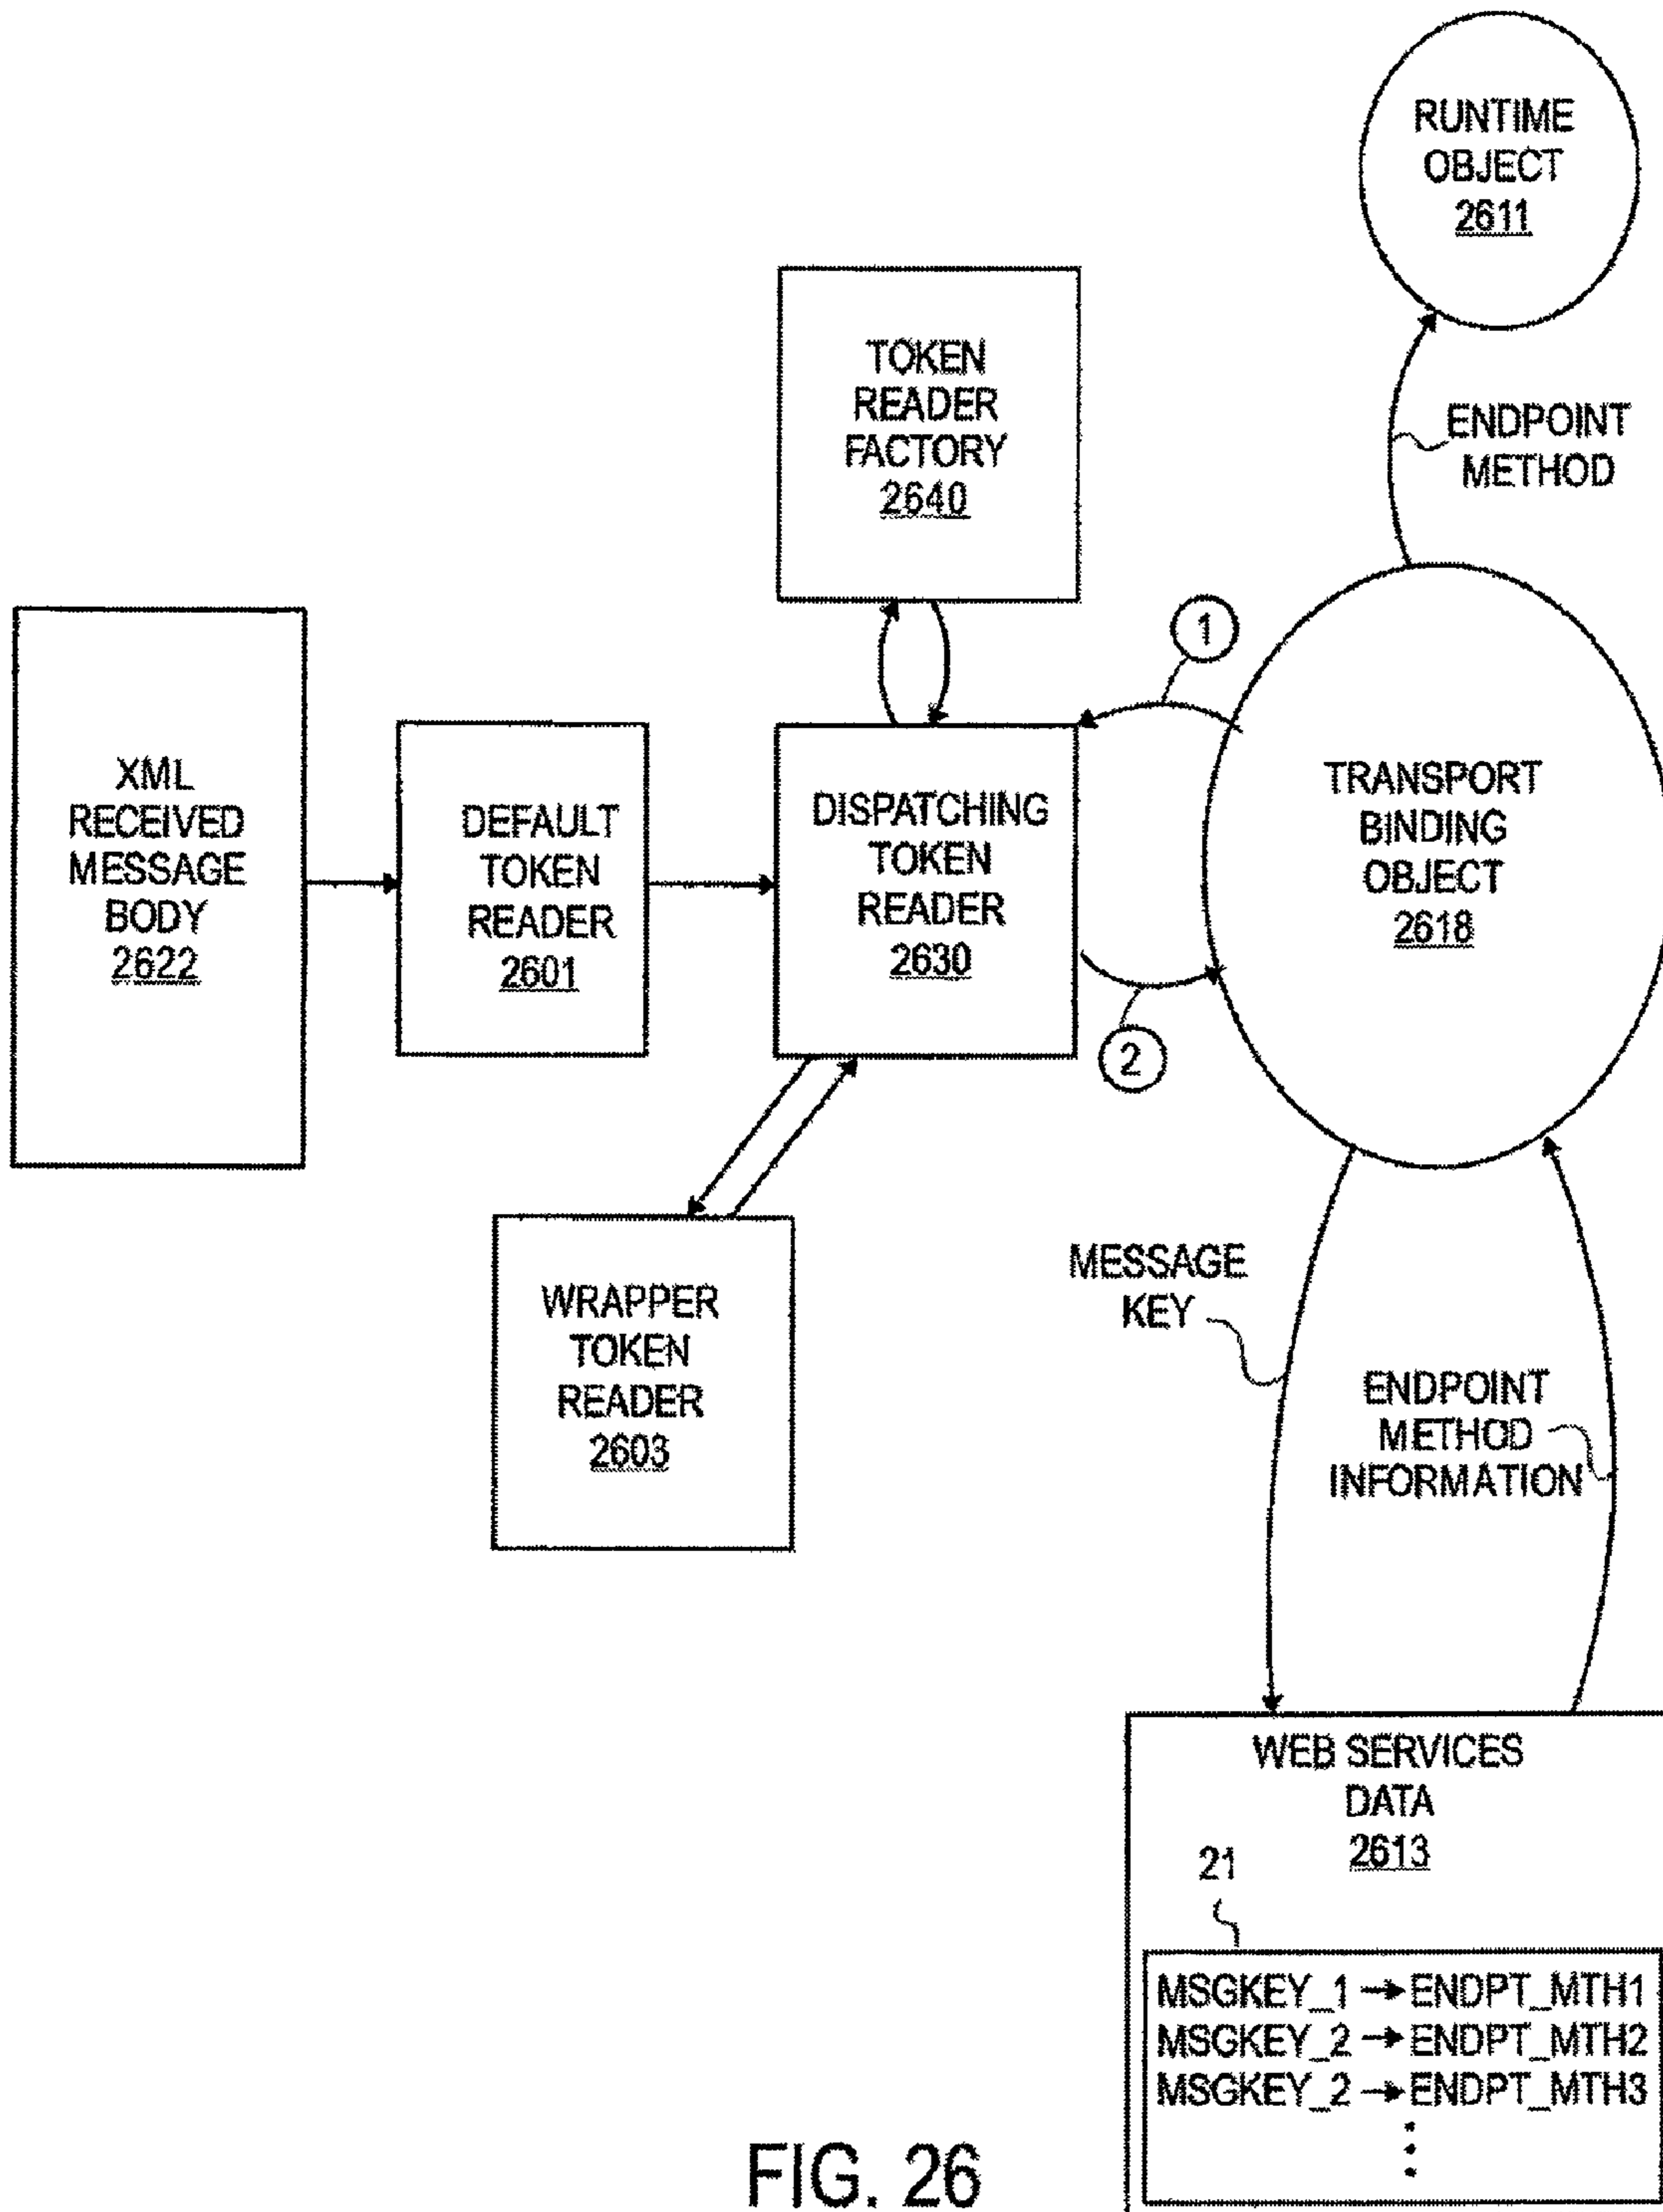 RUNTIME
OBJECT
2611
ENDPOINT
METHOD
TOKEN
READER
FACTORY
2640
1
XML
RECEIVED
MESSAGE
BODY
2622
DEFAULT
TOKEN
READER
2601
DISPATCHING
TOKEN
READER
2630
TRANSPORT
BINDING
OBJECT
2618
2
WRAPPER
TOKEN
READER
2603
MESSAGE
KEY
ENDPOINT
METHOD
INFORMATION
WEB SERVICES
DATA
2613
21
MSGKEY_1 → ENDPT_MTH1
MSGKEY_2 → ENDPT_MTH2
MSGKEY_2 → ENDPT_MTH3
FIG. 26